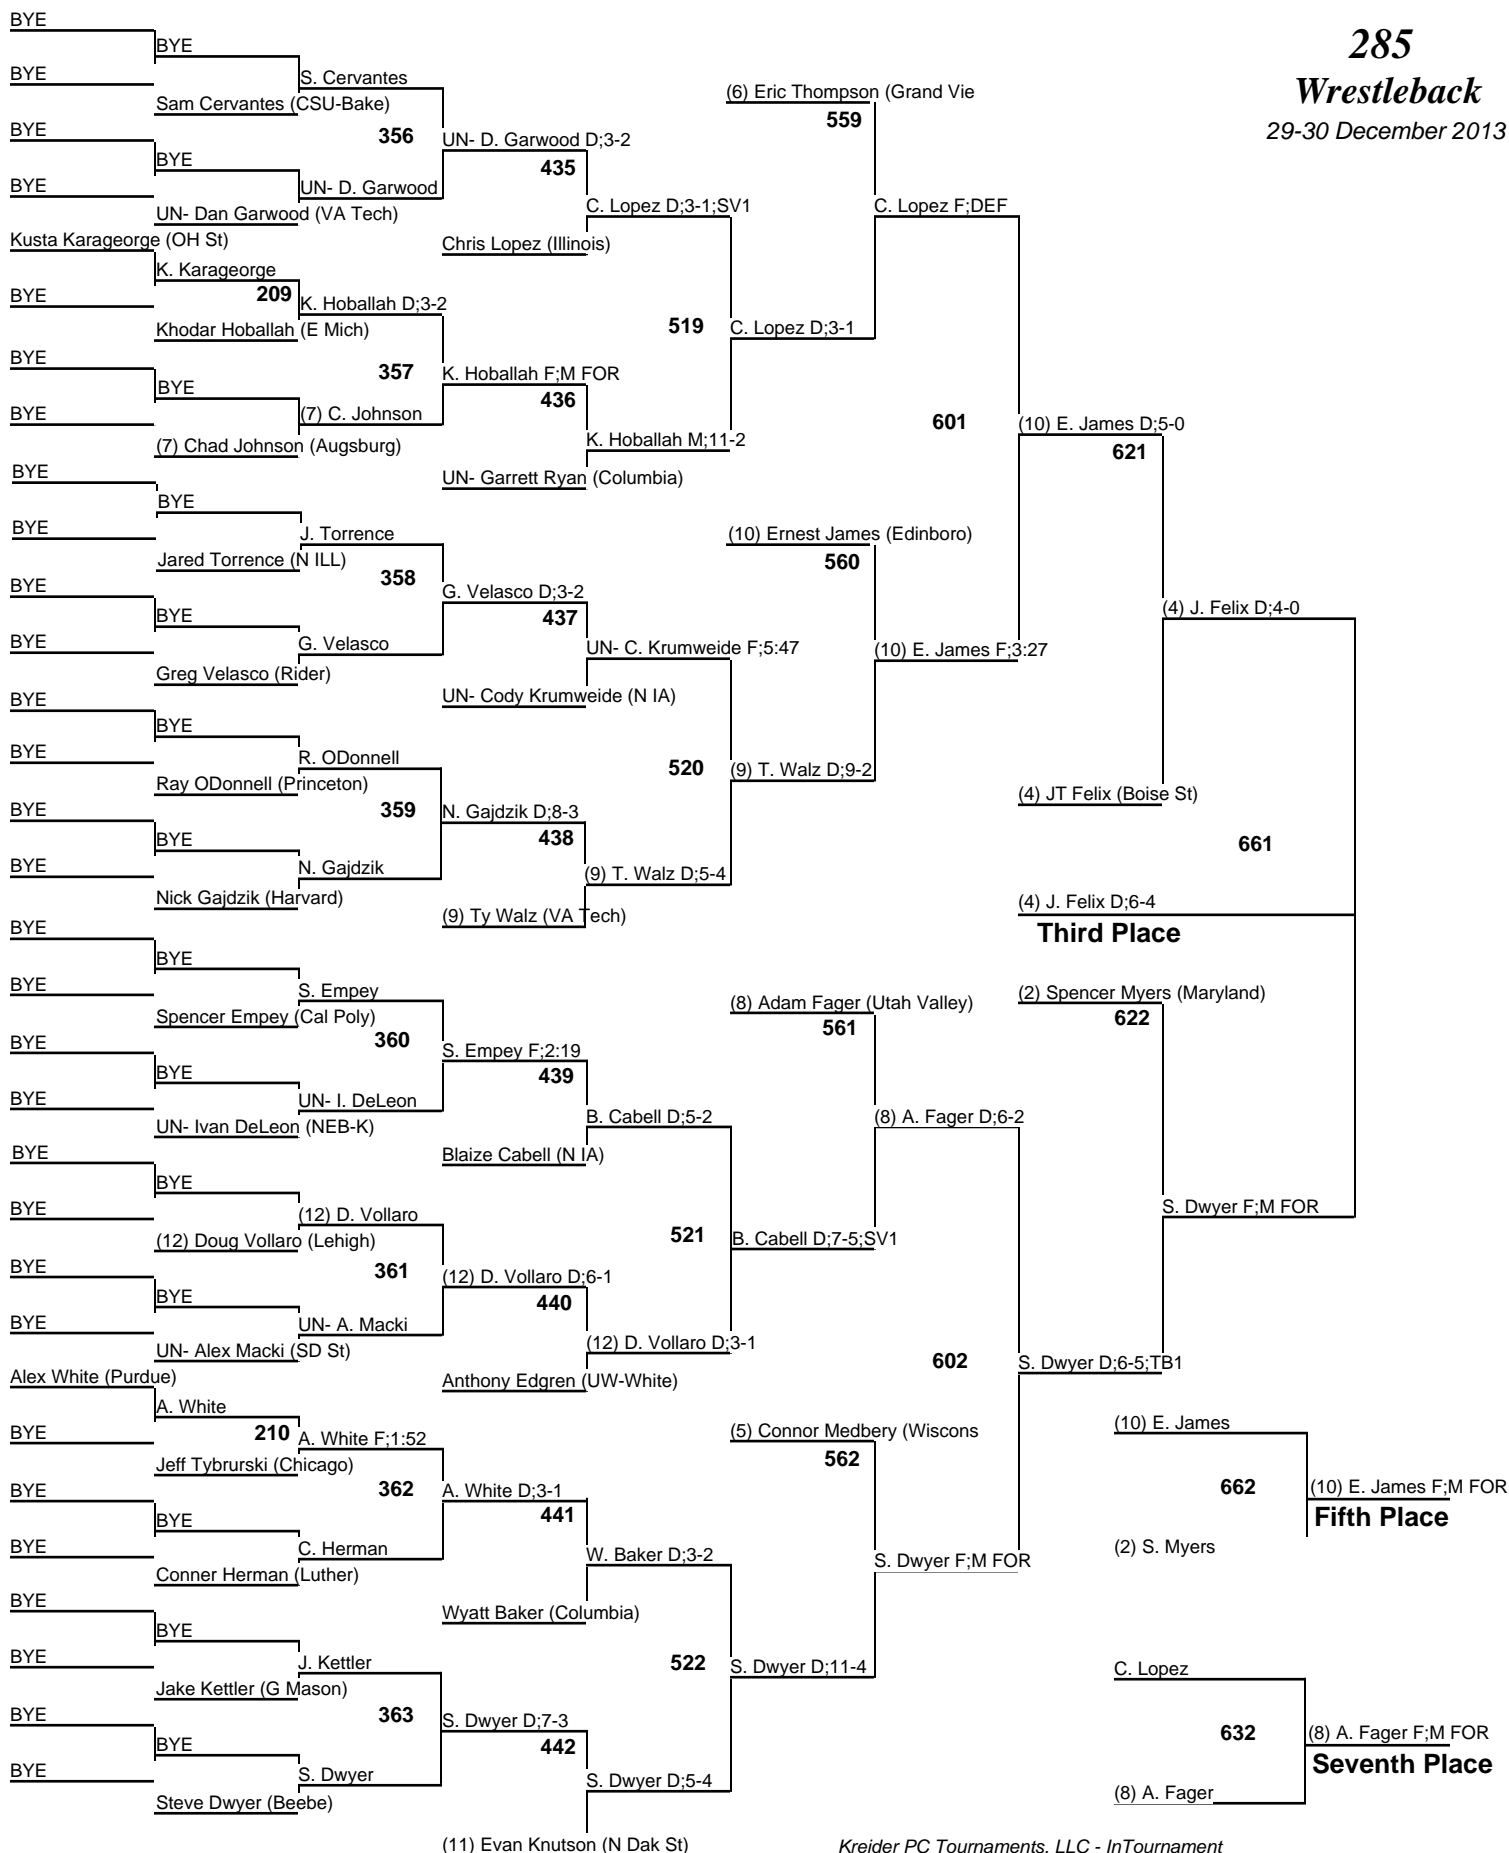 BYE
285
BYE
Wrestleback
BYE
S. Cervantes
(6) Eric Thompson (Grand Vie
Sam Cervantes (CSU-Bake)
559
BYE
356
UN- D. Garwood D;3-2
29-30 December 2013
BYE
435
BYE
UN- D. Garwood
UN- Dan Garwood (VA Tech)
C. Lopez D;3-1;SV1
C. Lopez F;DEF
Kusta Karageorge (OH St)
Chris Lopez (Illinois)
K. Karageorge
BYE
209
K. Hoballah D;3-2
Khodar Hoballah (E Mich)
519
C. Lopez D;3-1
BYE
357
K. Hoballah F;M FOR
BYE
436
BYE
(7) C. Johnson
601
(10) E. James D;5-0
(7) Chad Johnson (Augsburg)
K. Hoballah M;11-2
621
BYE
UN- Garrett Ryan (Columbia)
BYE
BYE
J. Torrence
(10) Ernest James (Edinboro)
Jared Torrence (N ILL)
560
BYE
358
G. Velasco D;3-2
BYE
437
(4) J. Felix D;4-0
BYE
G. Velasco
UN- C. Krumweide F;5:47
(10) E. James F;3:27
Greg Velasco (Rider)
UN- Cody Krumweide (N IA)
BYE
BYE
BYE
R. ODonnell
520
(9) T. Walz D;9-2
Ray ODonnell (Princeton)
(4) JT Felix (Boise St)
BYE
359
N. Gajdzik D;8-3
BYE
438
661
BYE
N. Gajdzik
(9) T. Walz D;5-4
Nick Gajdzik (Harvard)
(4) J. Felix D;6-4
(9) Ty Walz (VA Tech)
BYE
Third Place
BYE
BYE
S. Empey
(8) Adam Fager (Utah Valley)
(2) Spencer Myers (Maryland)
Spencer Empey (Cal Poly)
561
622
BYE
360
S. Empey F;2:19
BYE
439
BYE
UN- I. DeLeon
UN- Ivan DeLeon (NEB-K)
B. Cabell D;5-2
(8) A. Fager D;6-2
BYE
Blaize Cabell (N IA)
BYE
BYE
(12) D. Vollaro
S. Dwyer F;M FOR
(12) Doug Vollaro (Lehigh)
521
B. Cabell D;7-5;SV1
BYE
361
(12) D. Vollaro D;6-1
BYE
440
BYE
UN- A. Macki
UN- Alex Macki (SD St)
(12) D. Vollaro D;3-1
602
S. Dwyer D;6-5;TB1
Alex White (Purdue)
Anthony Edgren (UW-White)
A. White
BYE
210
A. White F;1:52
(5) Connor Medbery (Wiscons
(10) E. James
Jeff Tybrurski (Chicago)
562
BYE
362
A. White D;3-1
662
(10) E. James F;M FOR
BYE
441
Fifth Place
BYE
C. Herman
W. Baker D;3-2
S. Dwyer F;M FOR
(2) S. Myers
Conner Herman (Luther)
BYE
Wyatt Baker (Columbia)
BYE
BYE
J. Kettler
522
S. Dwyer D;11-4
C. Lopez
Jake Kettler (G Mason)
BYE
363
S. Dwyer D;7-3
632
(8) A. Fager F;M FOR
BYE
442
Seventh Place
BYE
S. Dwyer
S. Dwyer D;5-4
(8) A. Fager
Steve Dwyer (Beebe)
(11) Evan Knutson (N Dak St)
Kreider PC Tournaments, LLC - InTournament